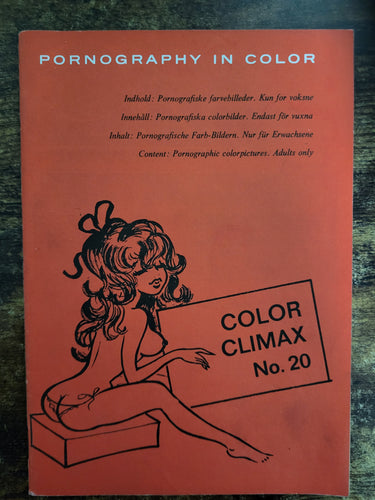 PORNOGRAPHY IN COLOR
Indhold: Pornografiske farvebilleder. Kun for voksne
Innehåll: Pornografiska colorbilder. Endast för vuxna
Inhalt: Pornografische Farb-Bildern. Nur für Erwachsene
Content: Pornographic colorpictures. Adults only
COLOR
CLIMAX
No. 20